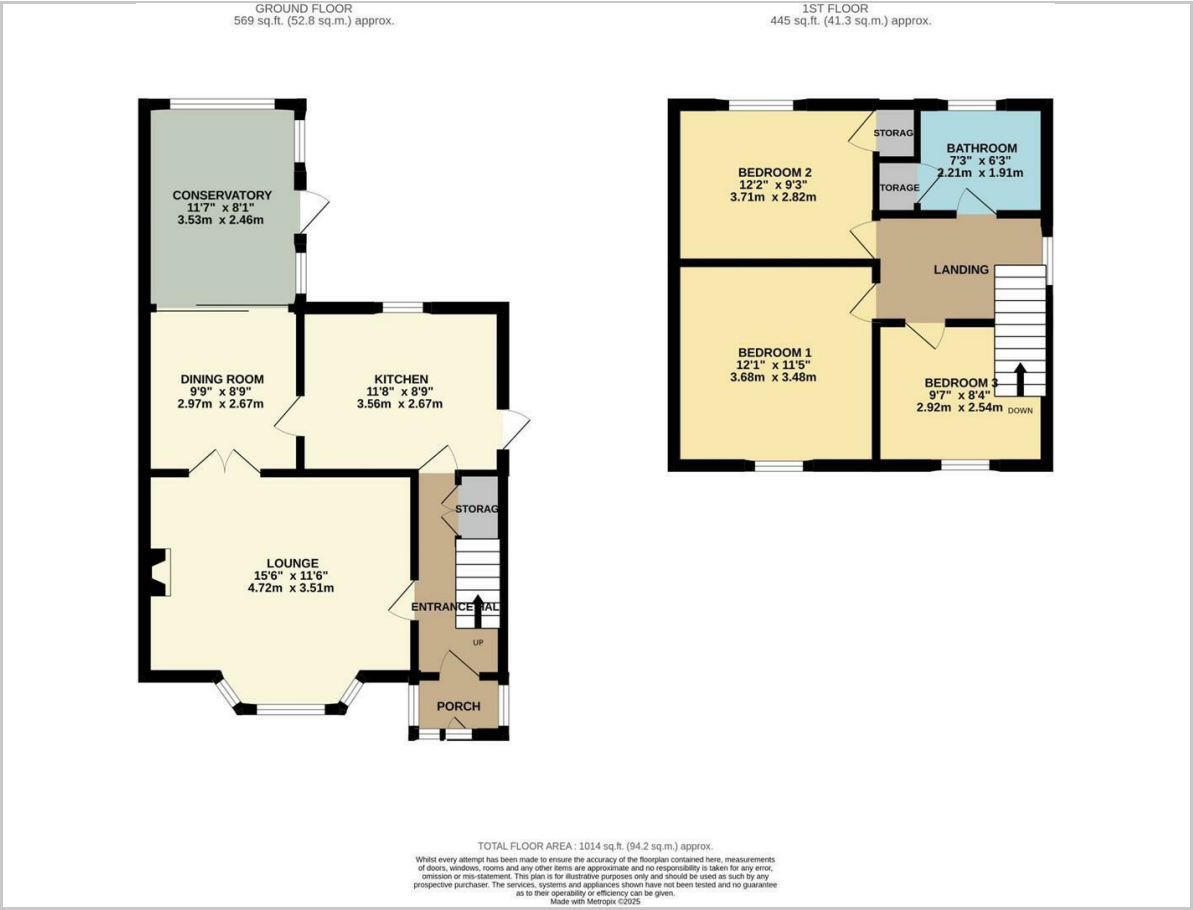 GROUND FLOOR
569 sq.ft. (52.8 sq.m.) approx.
1ST FLOOR
445 sq.ft. (41.3 sq.m.) approx.
CONSERVATORY
11'7" x 8'1"
3.53m x 2.46m
DINING ROOM
9'9" x 8'9"
2.97m x 2.67m
KITCHEN
11'8" x 8'9"
3.56m x 2.67m
STORAG
LOUNGE
15'6" x 11'6"
4.72m x 3.51m
ENTRANCE HALL
UP
PORCH
BEDROOM 2
12'2" x 9'3"
3.71m x 2.82m
STORAG
TORAGE
BATHROOM
7'3" x 6'3"
2.21m x 1.91m
LANDING
BEDROOM 1
12'1" x 11'5"
3.68m x 3.48m
BEDROOM 3
9'7" x 8'4"
2.92m x 2.54m
DOWN
TOTAL FLOOR AREA : 1014 sq.ft. (94.2 sq.m.) approx.
Whilst every attempt has been made to ensure the accuracy of the floorplan contained here, measurements
of doors, windows, rooms and any other items are approximate and no responsibility is taken for any error,
omission or mis-statement. This plan is for illustrative purposes only and should be used as such by any
prospective purchaser. The services, systems and appliances shown have not been tested and no guarantee
as to their operability or efficiency can be given.
Made with Metropix ©2025